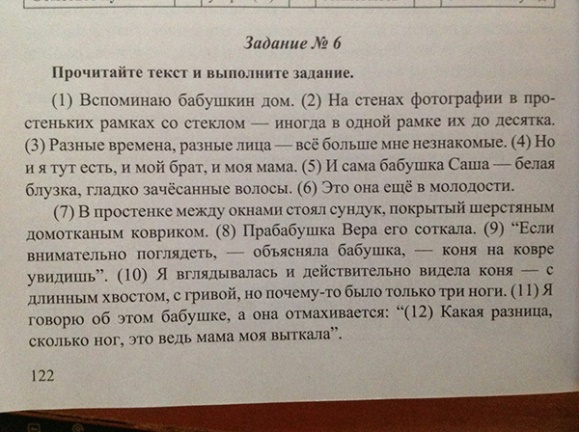 Задание № 6
Прочитайте текст и выполните задание.
(1) Вспоминаю бабушкин дом. (2) На стенах фотографии в про-
стеньких рамках со стеклом — иногда в одной рамке их до десятка.
(3) Разные времена, разные лица — всё больше мне незнакомые. (4) Но
и я тут есть, и мой брат, и моя мама. (5) И сама бабушка Саша — белая
блузка, гладко зачёсанные волосы. (6) Это она ещё в молодости.
(7) В простенке между окнами стоял сундук, покрытый шерстяным
домотканым ковриком. (8) Прабабушка Вера его соткала. (9) “Если
внимательно поглядеть, — объясняла бабушка, — коня на ковре
увидишь”. (10) Я вглядывалась и действительно видела коня — с
длинным хвостом, с гривой, но почему-то было только три ноги. (11) Я
говорю об этом бабушке, а она отмахивается: “(12) Какая разница,
сколько ног, это ведь мама моя выткала”.
122